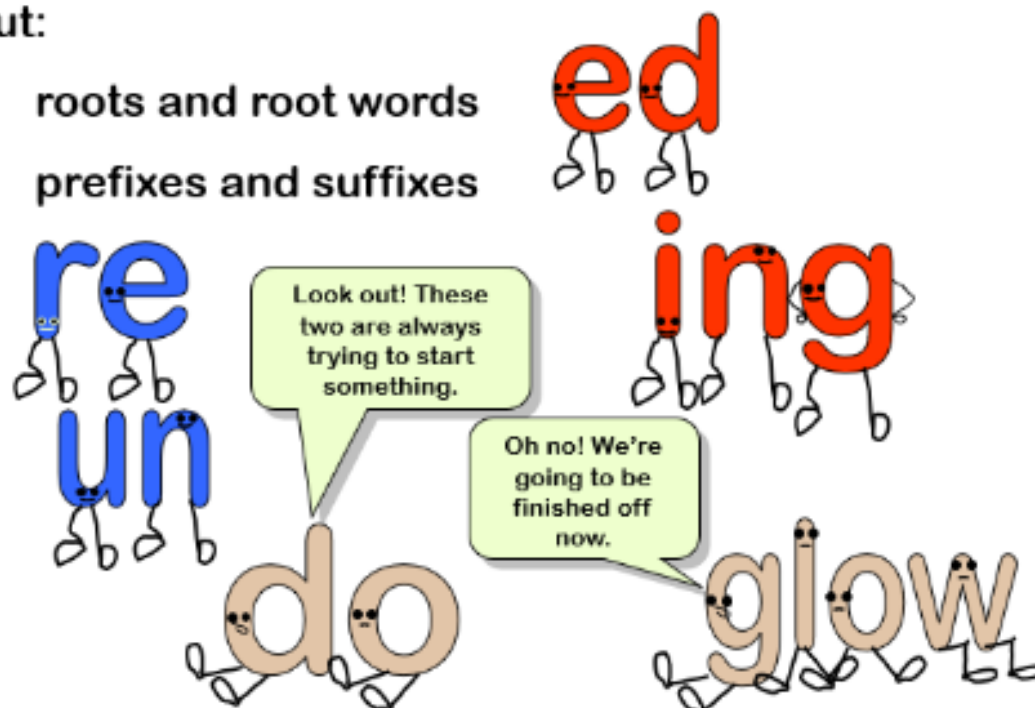 ut:
roots and root words
prefixes and suffixes
ed
re
ing
Look out! These
two are always
trying to start
something.
un
Oh no! We're
going to be
finished off
now.
do
glow